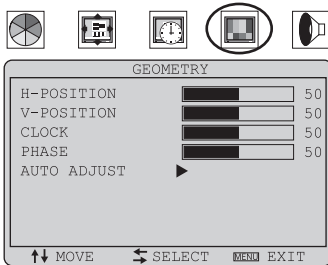 GEOMETRY
H-POSITION 50
V-POSITION 50
CLOCK 50
PHASE 50
AUTO ADJUST
MOVE SELECT MENU EXIT